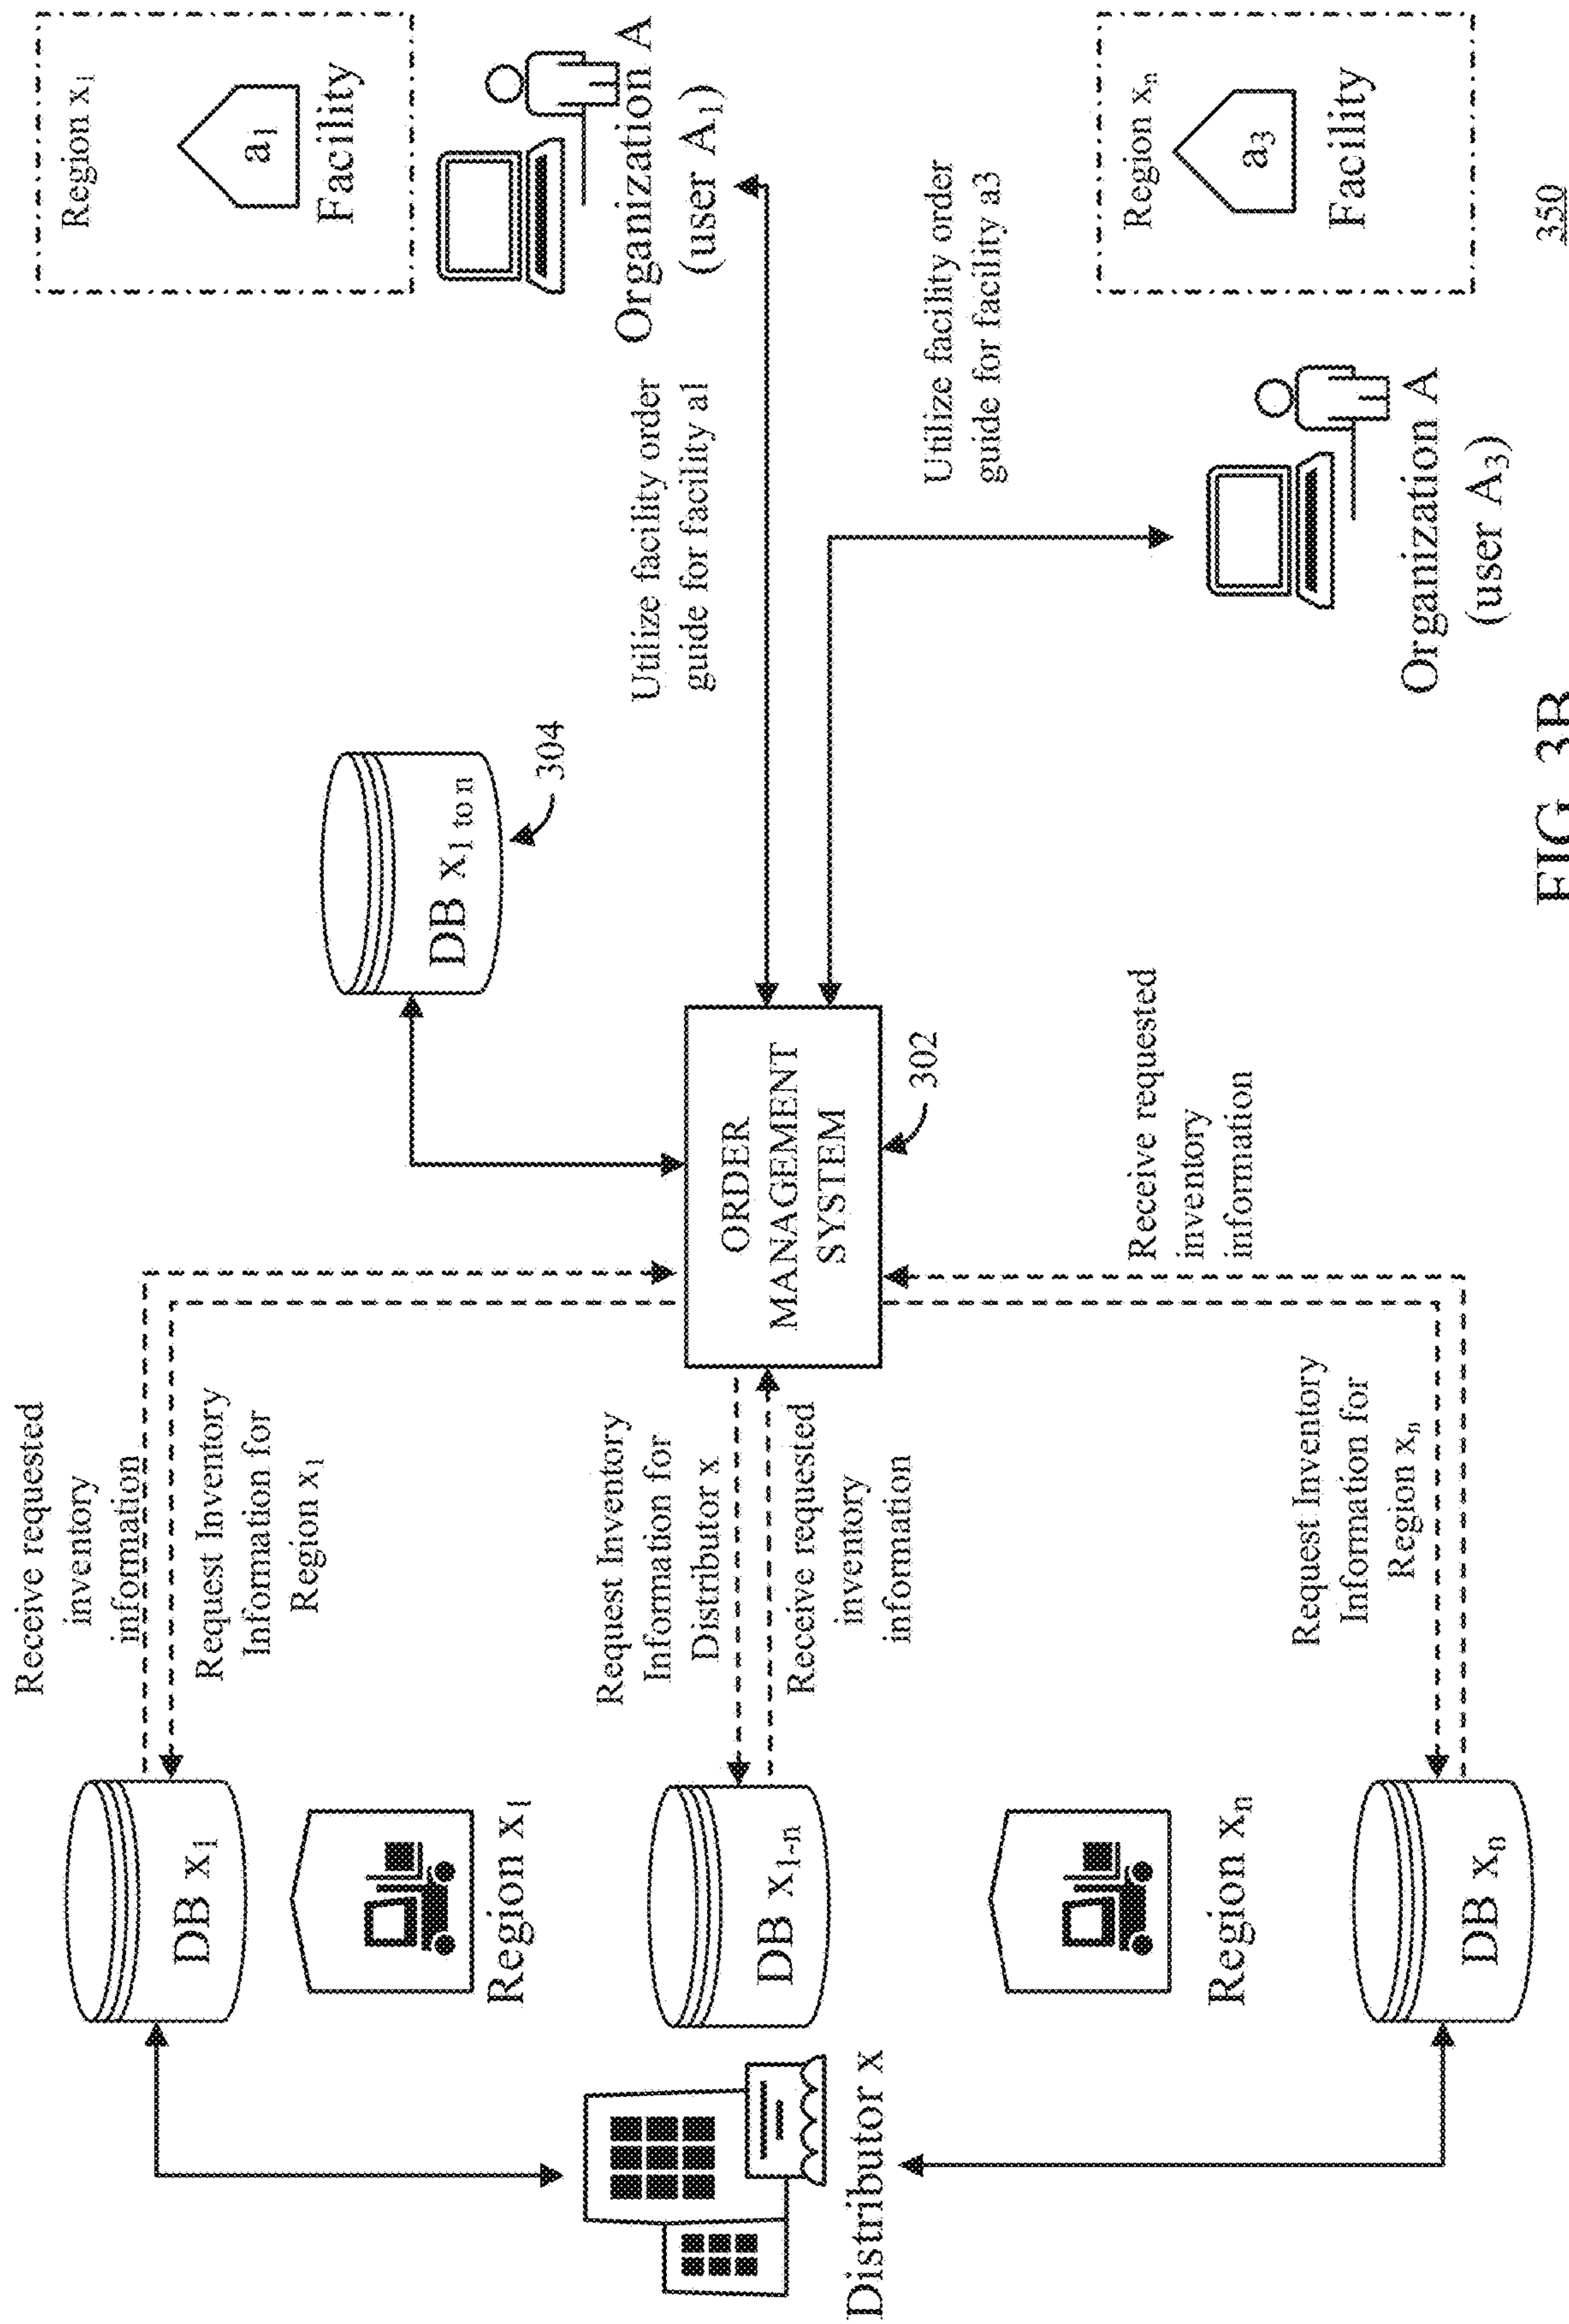 Receive requested
inventory
information
Request Inventory
Information for
Region x1
DB x1
Region x1
DB x1 to n
304
Region x1
a1
Facility
Organization A
(user A1)
Utilize facility order
guide for facility a1
Distributor x
DB x1-n
Request Inventory
Information for
Distributor x
Receive requested
inventory
information
ORDER
MANAGEMENT
SYSTEM
302
Utilize facility order
guide for facility a3
Region xn
DB xn
Request Inventory
Information for
Region xn
Receive requested
inventory
information
Organization A
(user A3)
Region xn
a3
Facility
350
FIG. 3B